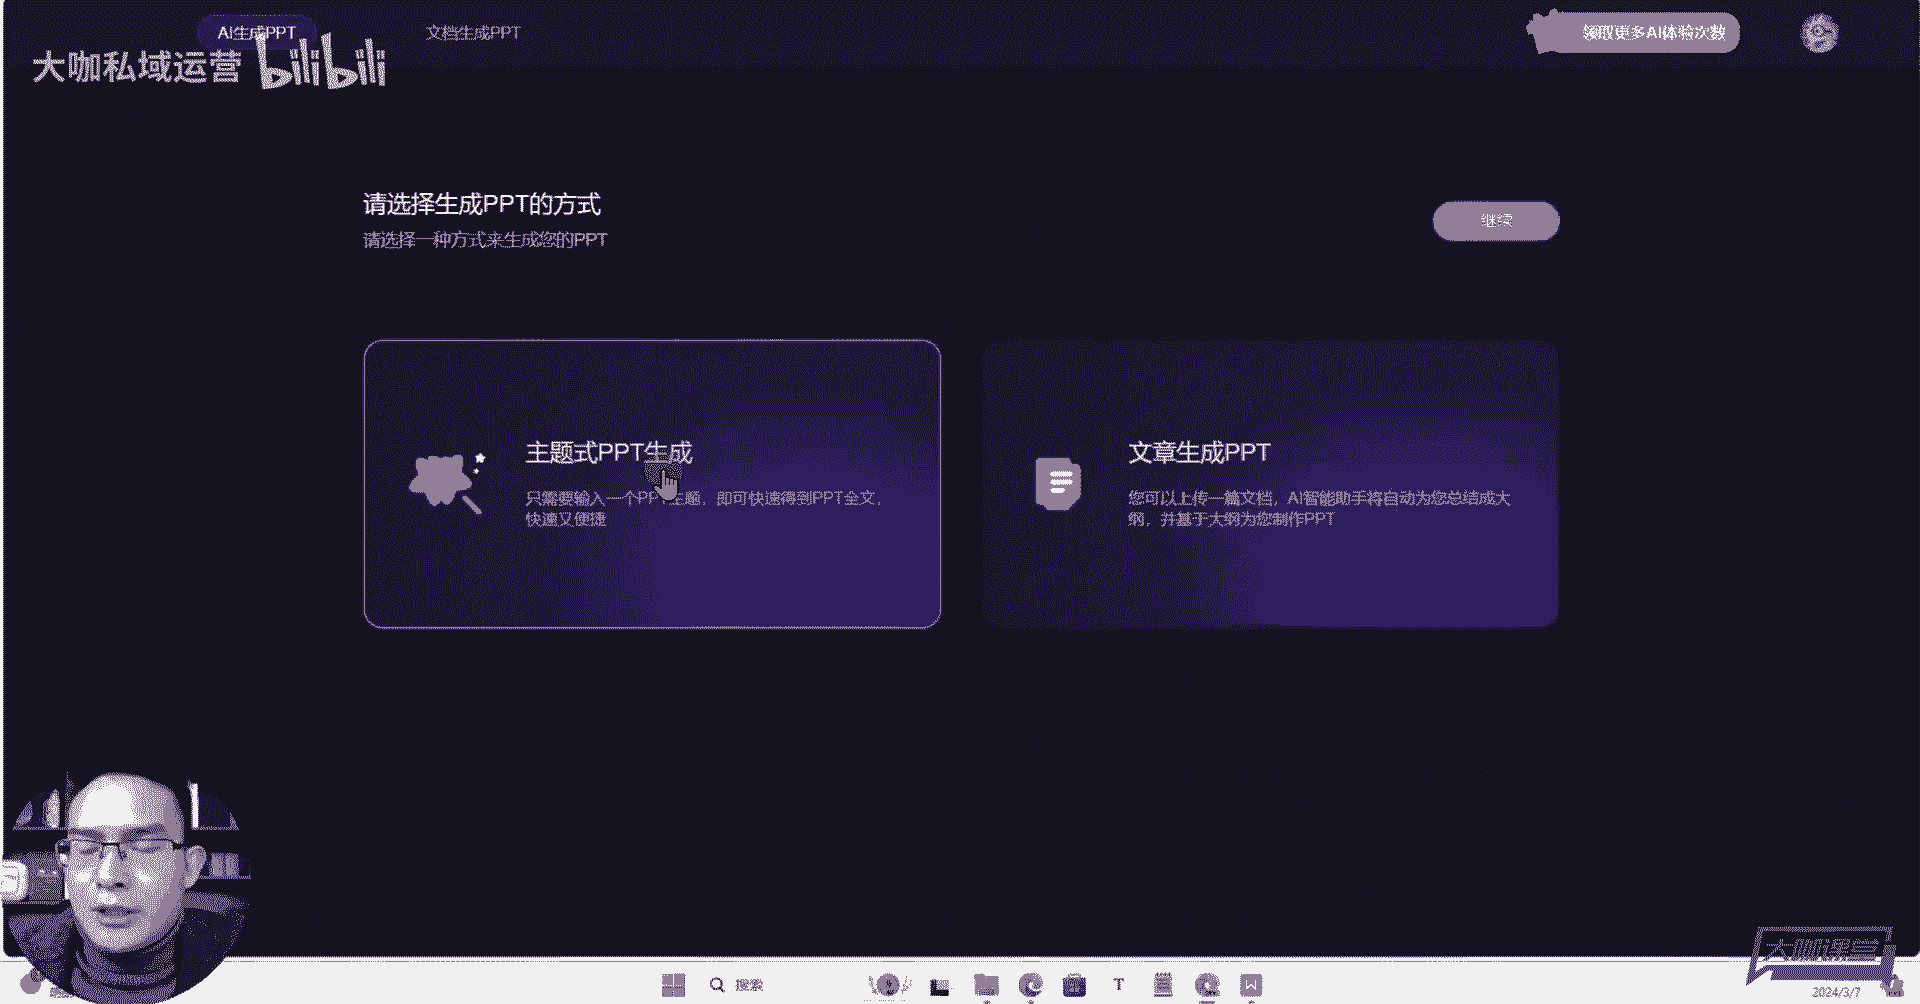 AI生成PPT
文档生成PPT
领取更多AI体验次数
大咖私域运营 bilibili
请选择生成PPT的方式
请选择一种方式来生成您的PPT
继续
主题式PPT生成
只需要输入一个PPT主题，即可快速得到PPT全文，
快速又便捷
文章生成PPT
您可以上传一篇文档，AI智能助手将自动为您总结成大
纲，并基于大纲为您制作PPT
大咖课堂
搜索
2024/3/7